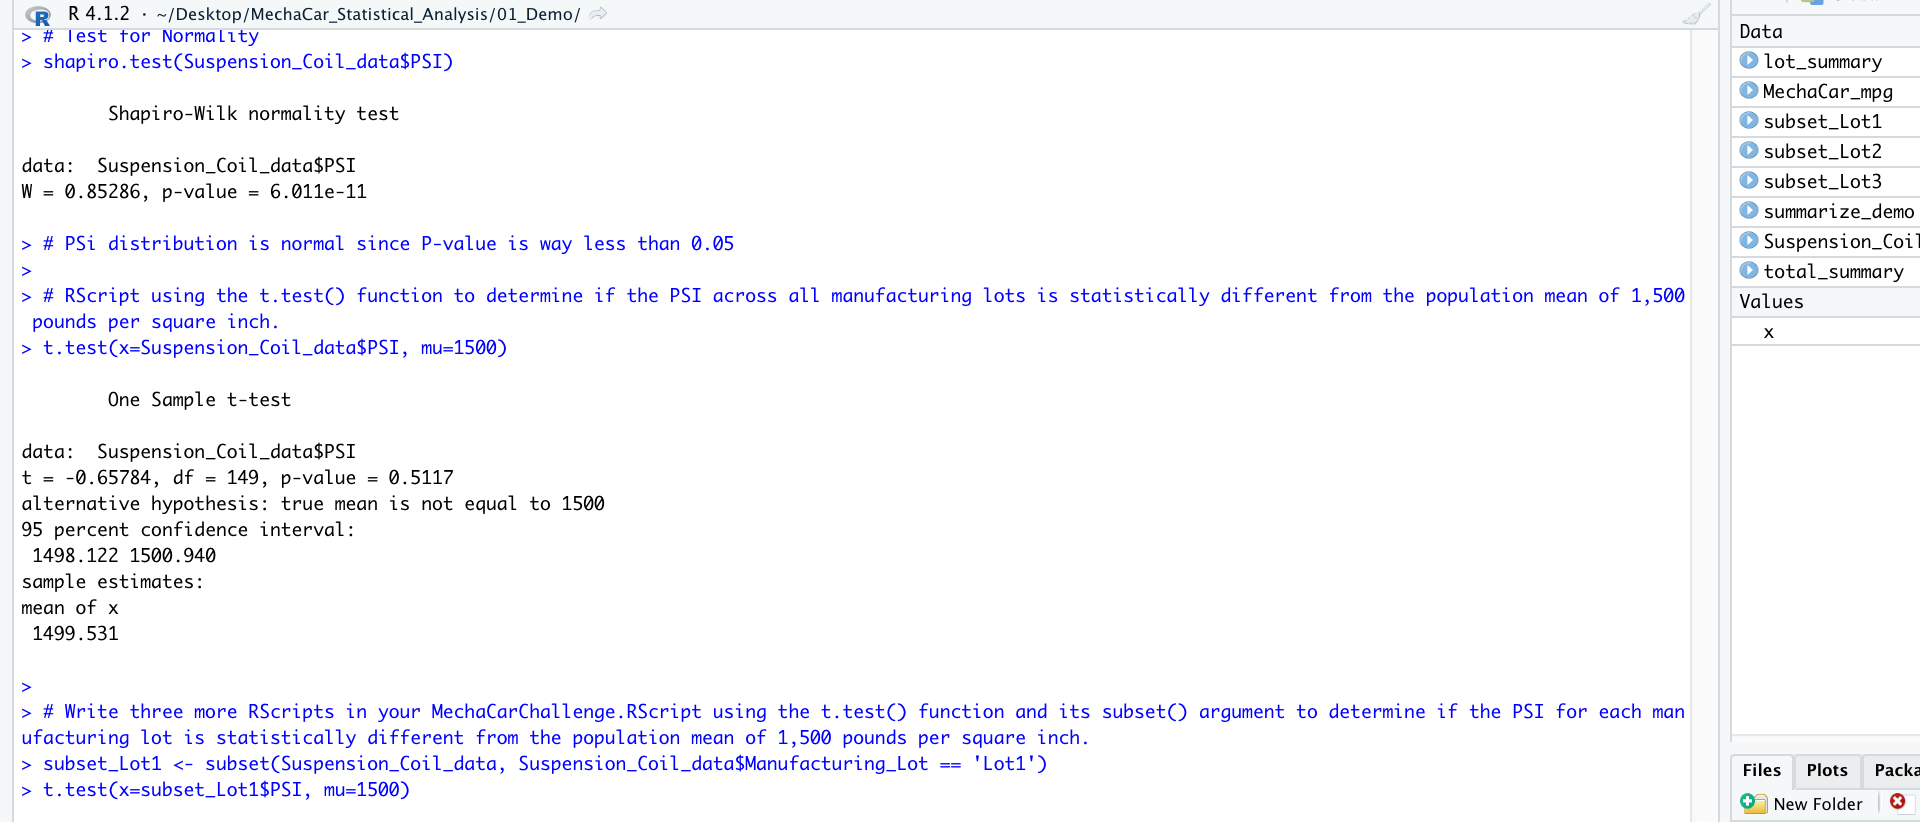 R 4.1.2 · ~/Desktop/MechaCar_Statistical_Analysis/01_Demo/
> # Test for Normality
> shapiro.test(Suspension_Coil_data$PSI)
Shapiro-Wilk normality test
data:  Suspension_Coil_data$PSI
W = 0.85286, p-value = 6.011e-11
> # PSi distribution is normal since P-value is way less than 0.05
>
> # RScript using the t.test() function to determine if the PSI across all manufacturing lots is statistically different from the population mean of 1,500
pounds per square inch.
> t.test(x=Suspension_Coil_data$PSI, mu=1500)
One Sample t-test
data:  Suspension_Coil_data$PSI
t = -0.65784, df = 149, p-value = 0.5117
alternative hypothesis: true mean is not equal to 1500
95 percent confidence interval:
1498.122 1500.940
sample estimates:
mean of x
1499.531
>
> # Write three more RScripts in your MechaCarChallenge.RScript using the t.test() function and its subset() argument to determine if the PSI for each man
ufacturing lot is statistically different from the population mean of 1,500 pounds per square inch.
> subset_Lot1 <- subset(Suspension_Coil_data, Suspension_Coil_data$Manufacturing_Lot == 'Lot1')
> t.test(x=subset_Lot1$PSI, mu=1500)
Data
lot_summary
MechaCar_mpg
subset_Lot1
subset_Lot2
subset_Lot3
summarize_demo
Suspension_Coil
total_summary
Values
x
Files Plots Packa
New Folder